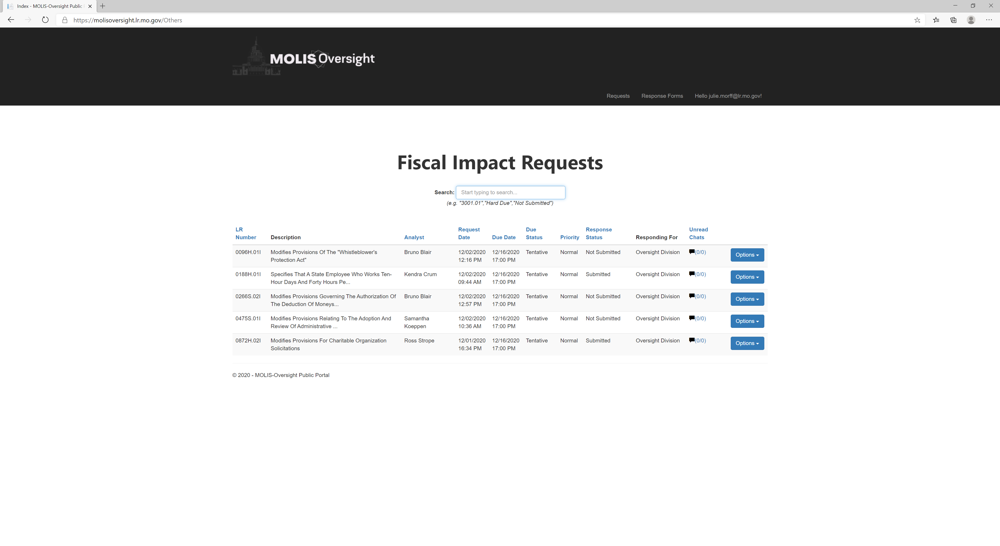 Index - MOLIS-Oversight Public
https://molisoversight.lr.mo.gov/Others
MOLIS Oversight
Requests Response Forms Hello julie.morff@lr.mo.gov!
Fiscal Impact Requests
Search: Start typing to search...
(e.g. "3001.01","Hard Due","Not Submitted")
LR Request Due Response Unread
Number Description Analyst Date Due Date Status Priority Status Responding For Chats
0096H.01I Modifies Provisions Of The "Whistleblower's Bruno Blair 12/02/2020 12/16/2020 Tentative Normal Not Submitted Oversight Division (0/0) Options
Protection Act" 12:16 PM 17:00 PM
0188H.01I Specifies That A State Employee Who Works Ten- Kendra Crum 12/02/2020 12/16/2020 Tentative Normal Submitted Oversight Division (0/0) Options
Hour Days And Forty Hours Pe... 09:44 AM 17:00 PM
0266S.02I Modifies Provisions Governing The Authorization Of Bruno Blair 12/02/2020 12/16/2020 Tentative Normal Not Submitted Oversight Division (0/0) Options
The Deduction Of Moneys... 12:57 PM 17:00 PM
0475S.01I Modifies Provisions Relating To The Adoption And Samantha 12/02/2020 12/16/2020 Tentative Normal Not Submitted Oversight Division (0/0) Options
Review Of Administrative ... Koeppen 10:36 AM 17:00 PM
0872H.02I Modifies Provisions For Charitable Organization Ross Strope 12/01/2020 12/16/2020 Tentative Normal Submitted Oversight Division (0/0) Options
Solicitations 16:34 PM 17:00 PM
© 2020 - MOLIS-Oversight Public Portal